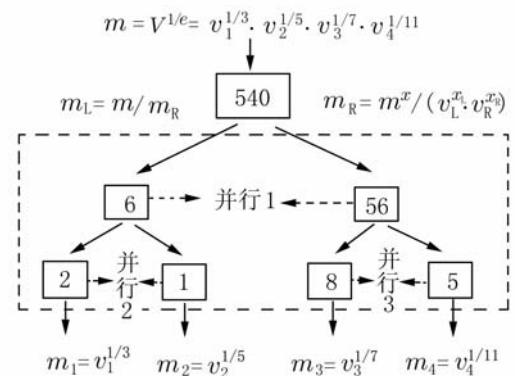 m = V^{1/e} = v_1^{1/3} · v_2^{1/5} · v_3^{1/7} · v_4^{1/11}
540
m_L = m / m_R
m_R = m^x / (v_L^{x_L} · v_R^{x_R})
6
并行1
56
2
并行2
1
8
并行3
5
m_1 = v_1^{1/3}
m_2 = v_2^{1/5}
m_3 = v_3^{1/7}
m_4 = v_4^{1/11}